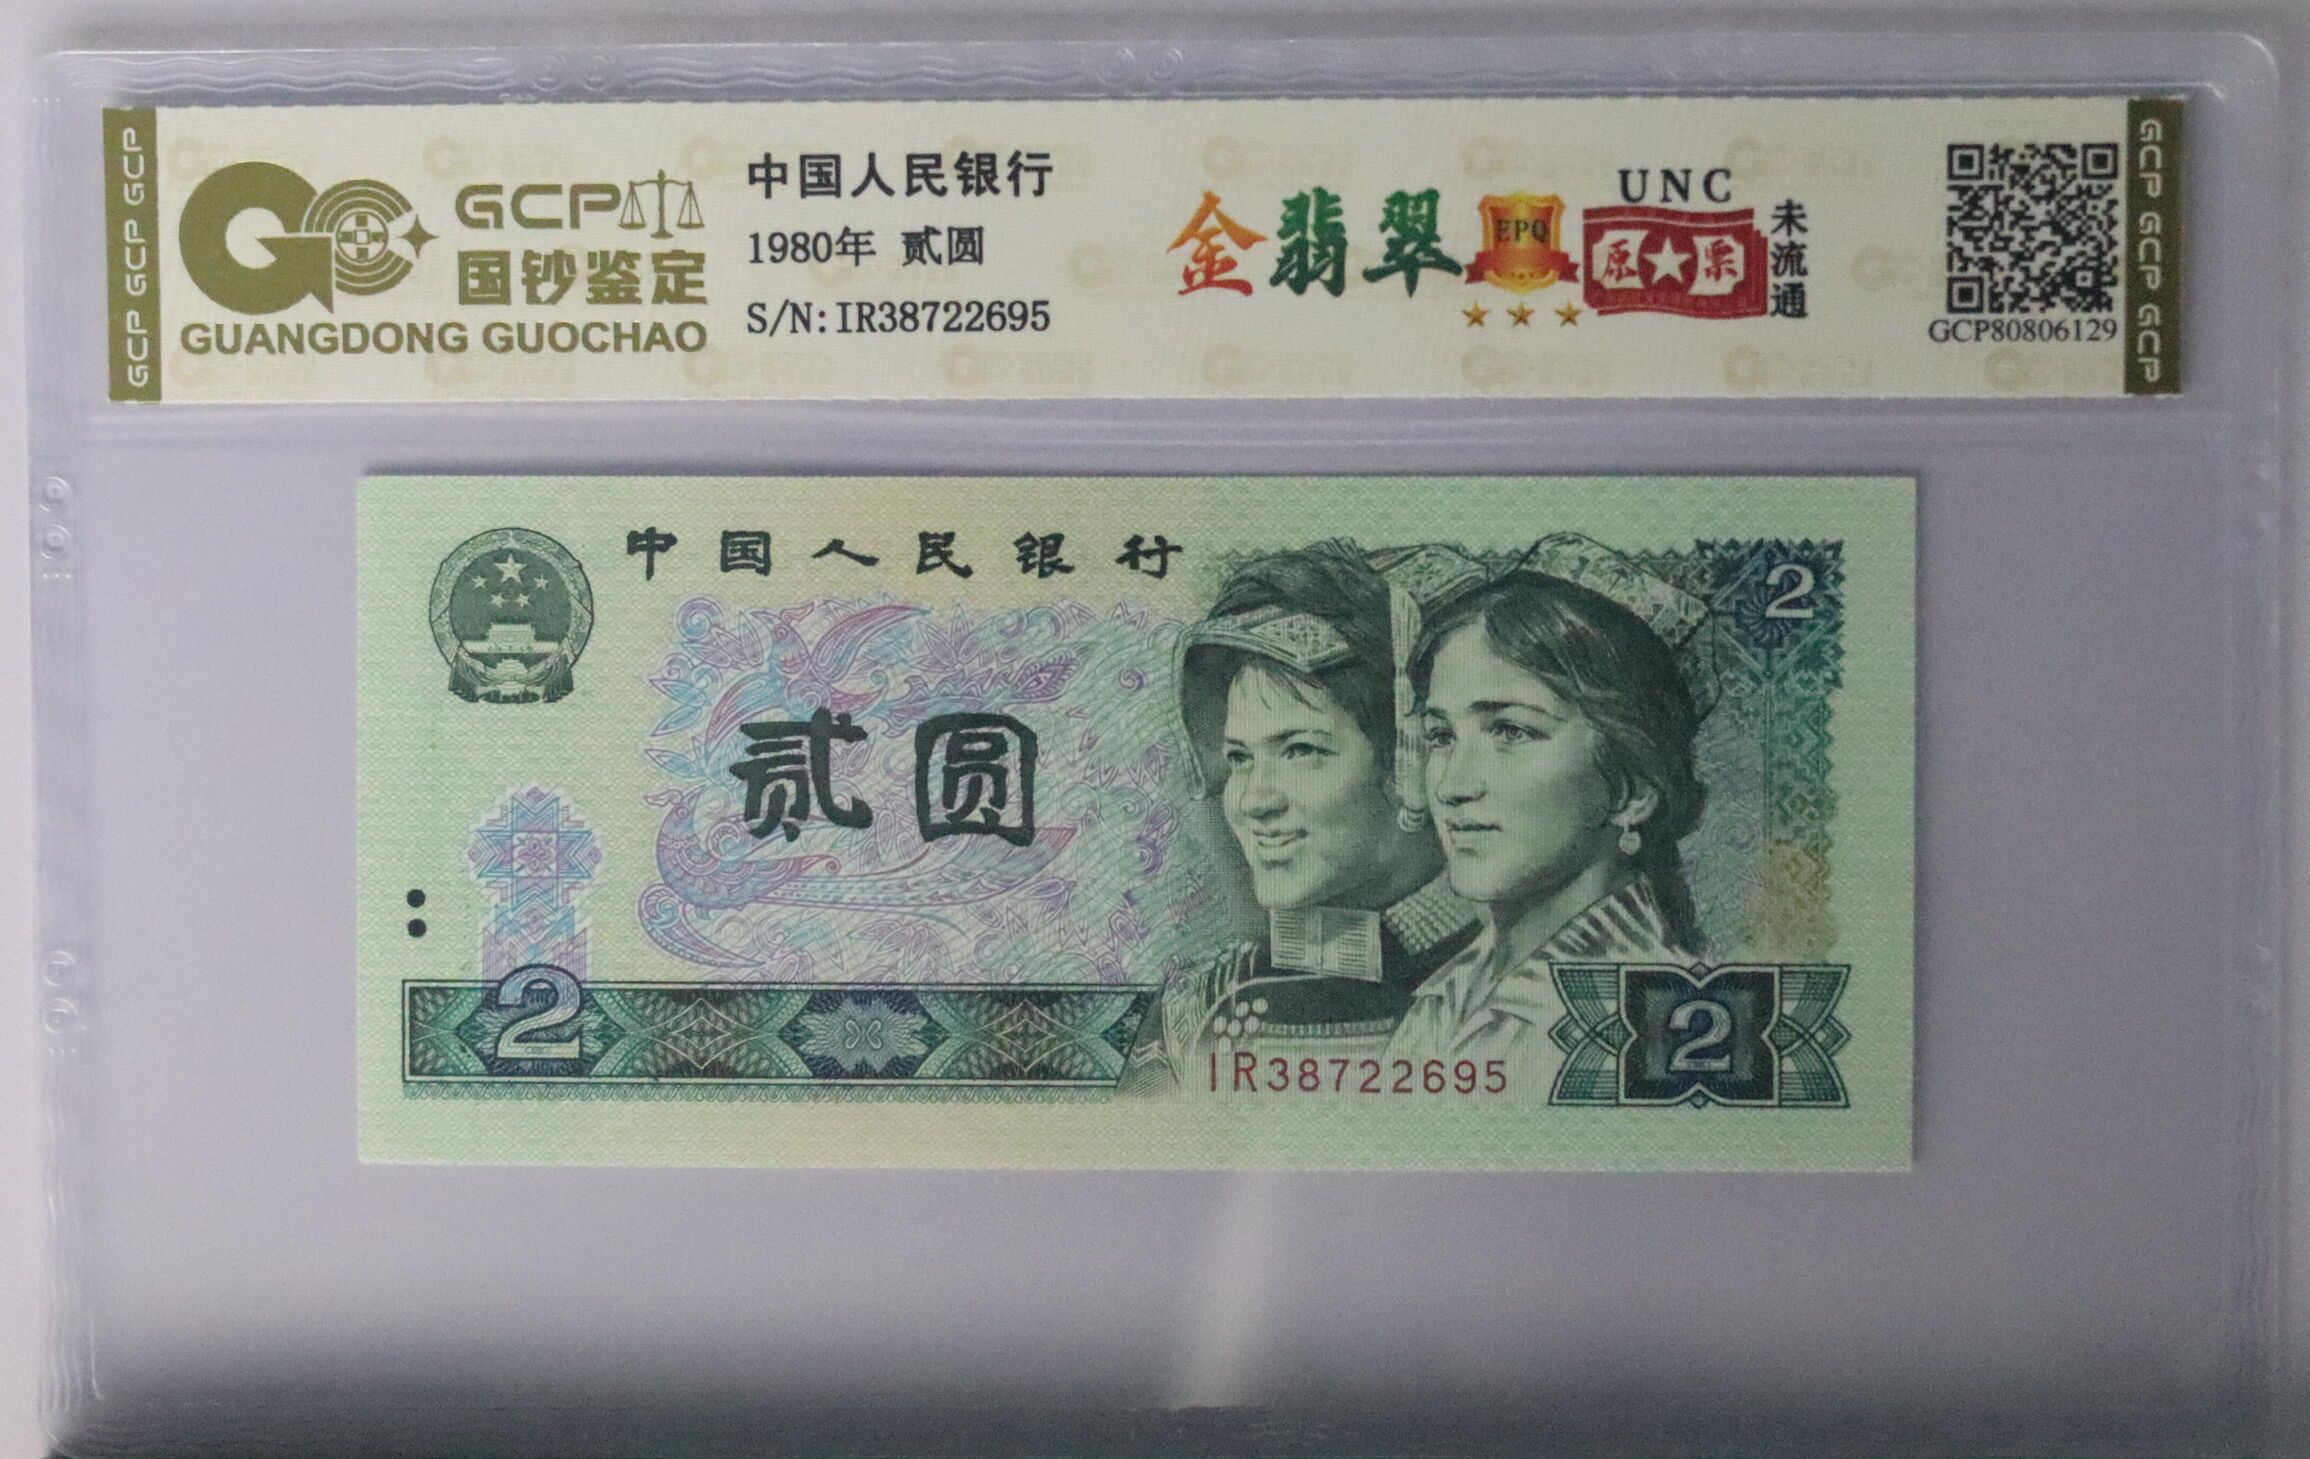 GCP GCP GCP
GCP
国钞鉴定
GUANGDONG GUOCHAO
中国人民银行
1980年 贰圆
S/N:IR38722695
金翡翠
EPQ
UNC
原票
未流通
GCP80806129
GCP GCP GCP
中国人民银行
2
贰圆
2
IR38722695
2